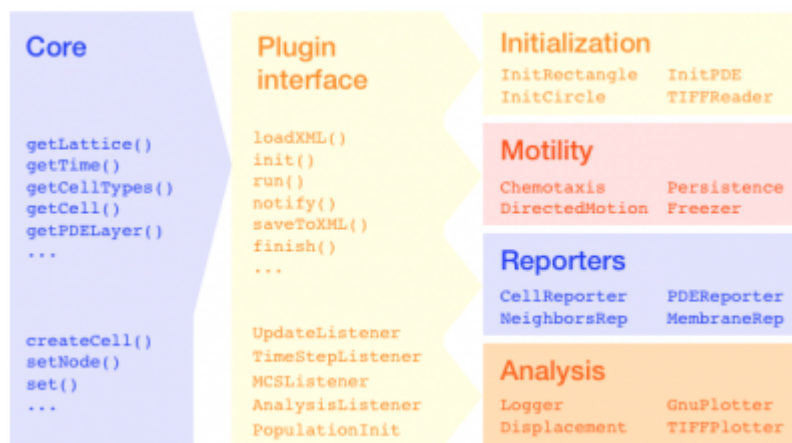 Core
getLattice()
getTime()
getCellTypes()
getCell()
getPDELayer()
...
createCell()
setNode()
set()
...
Plugin
interface
loadXML()
init()
run()
notify()
saveToXML()
finish()
...
UpdateListener
TimeStepListener
MCSListener
AnalysisListener
PopulationInit
Initialization
InitRectangle InitPDE
InitCircle TIFFReader
Motility
Chemotaxis Persistence
DirectedMotion Freezer
Reporters
CellReporter PDEReporter
NeighborsRep MembraneRep
Analysis
Logger GnuPlotter
Displacement TIFFPlotter